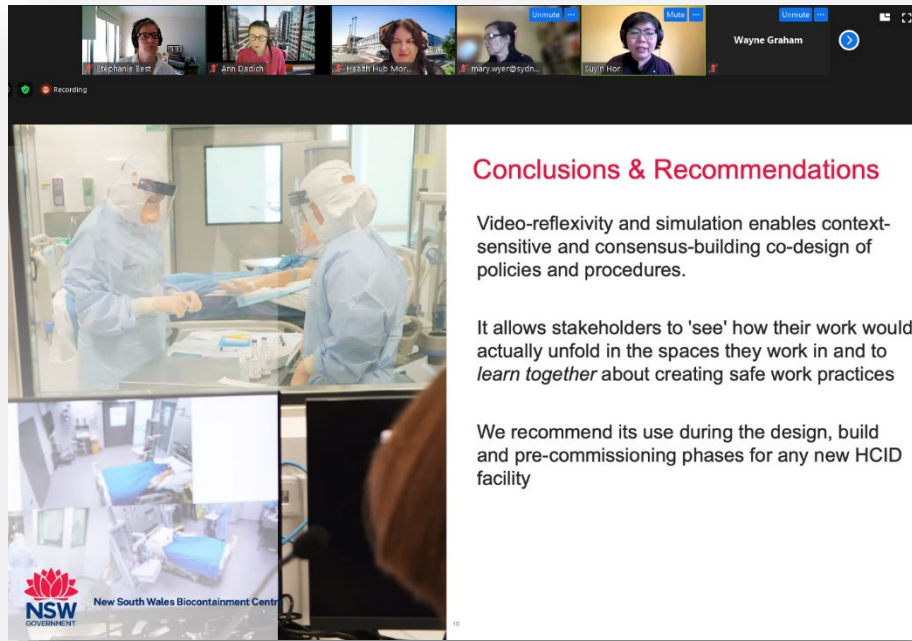 Unmute
Mute
Unmute
Wayne Graham
Stephanie Best
Ann Dadich
Health Hub Mor...
mary.wyer@sydn...
Suyin Hor
Recording
Conclusions & Recommendations
Video-reflexivity and simulation enables context-
sensitive and consensus-building co-design of
policies and procedures.
It allows stakeholders to 'see' how their work would
actually unfold in the spaces they work in and to
learn together about creating safe work practices
We recommend its use during the design, build
and pre-commissioning phases for any new HCID
facility
NSW
GOVERNMENT
New South Wales Biocontainment Centre